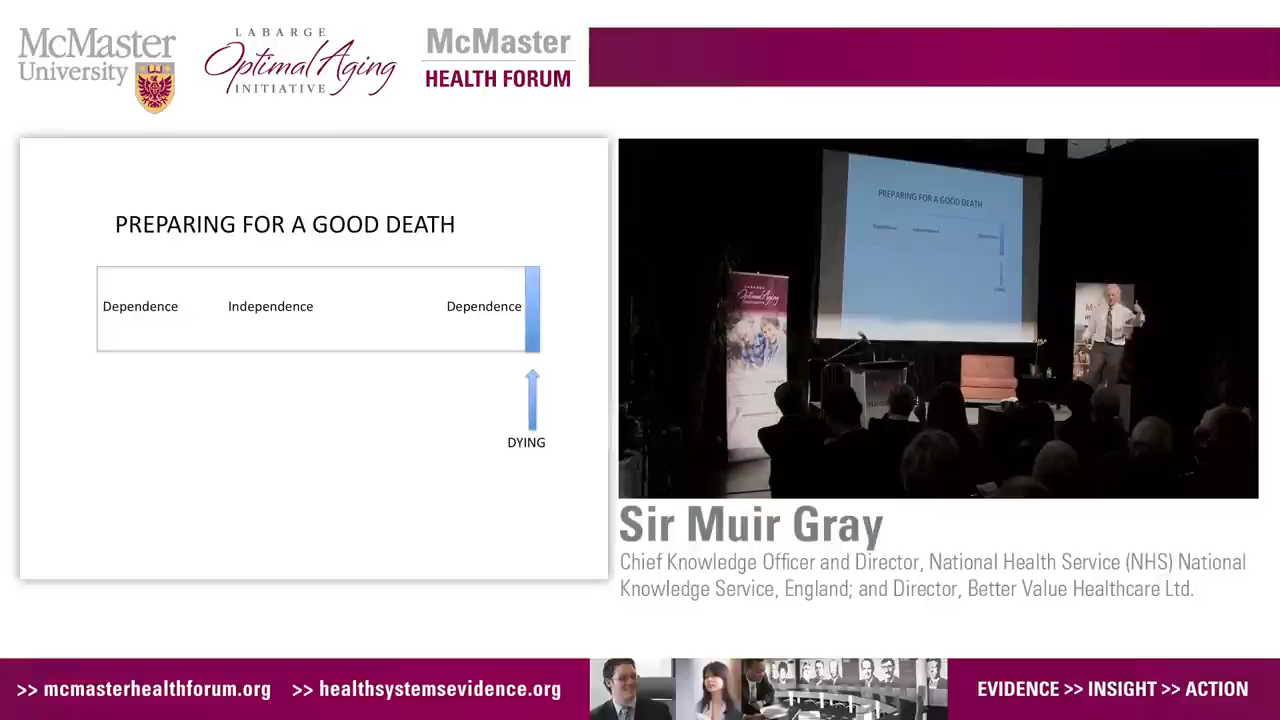 McMaster
University
LABARGE
Optimal Aging
INITIATIVE
McMaster
HEALTH FORUM
PREPARING FOR A GOOD DEATH
Dependence
Independence
Dependence
DYING
PREPARING FOR A GOOD DEATH
Optimal Aging
Sir Muir Gray
Chief Knowledge Officer and Director, National Health Service (NHS) National
Knowledge Service, England; and Director, Better Value Healthcare Ltd.
>> mcmasterhealthforum.org >> healthsystemsevidence.org
EVIDENCE >> INSIGHT >> ACTION